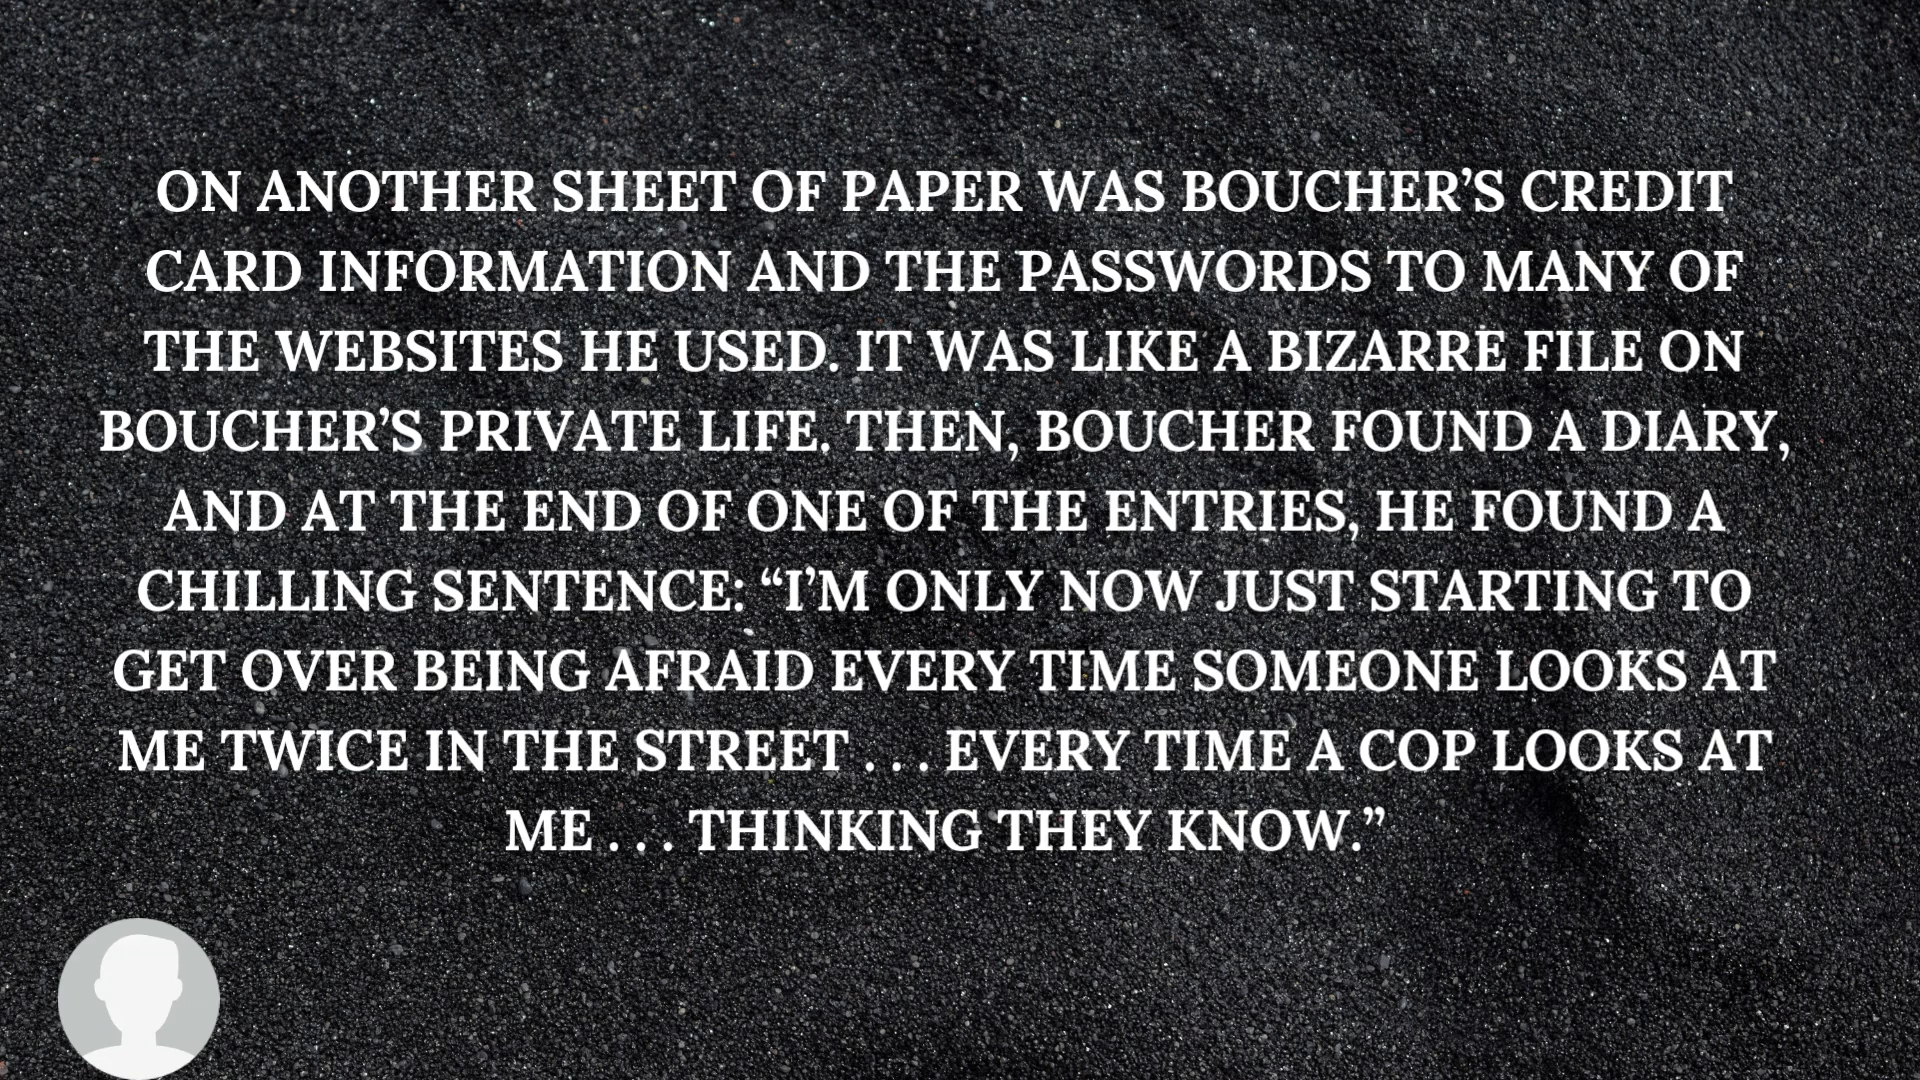 ON ANOTHER SHEET OF PAPER WAS BOUCHER’S CREDIT
CARD INFORMATION AND THE PASSWORDS TO MANY OF
THE WEBSITES HE USED. IT WAS LIKE A BIZARRE FILE ON
BOUCHER’S PRIVATE LIFE. THEN, BOUCHER FOUND A DIARY,
AND AT THE END OF ONE OF THE ENTRIES, HE FOUND A
CHILLING SENTENCE: “I’M ONLY NOW JUST STARTING TO
GET OVER BEING AFRAID EVERY TIME SOMEONE LOOKS AT
ME TWICE IN THE STREET . . . EVERY TIME A COP LOOKS AT
ME . . . THINKING THEY KNOW.”